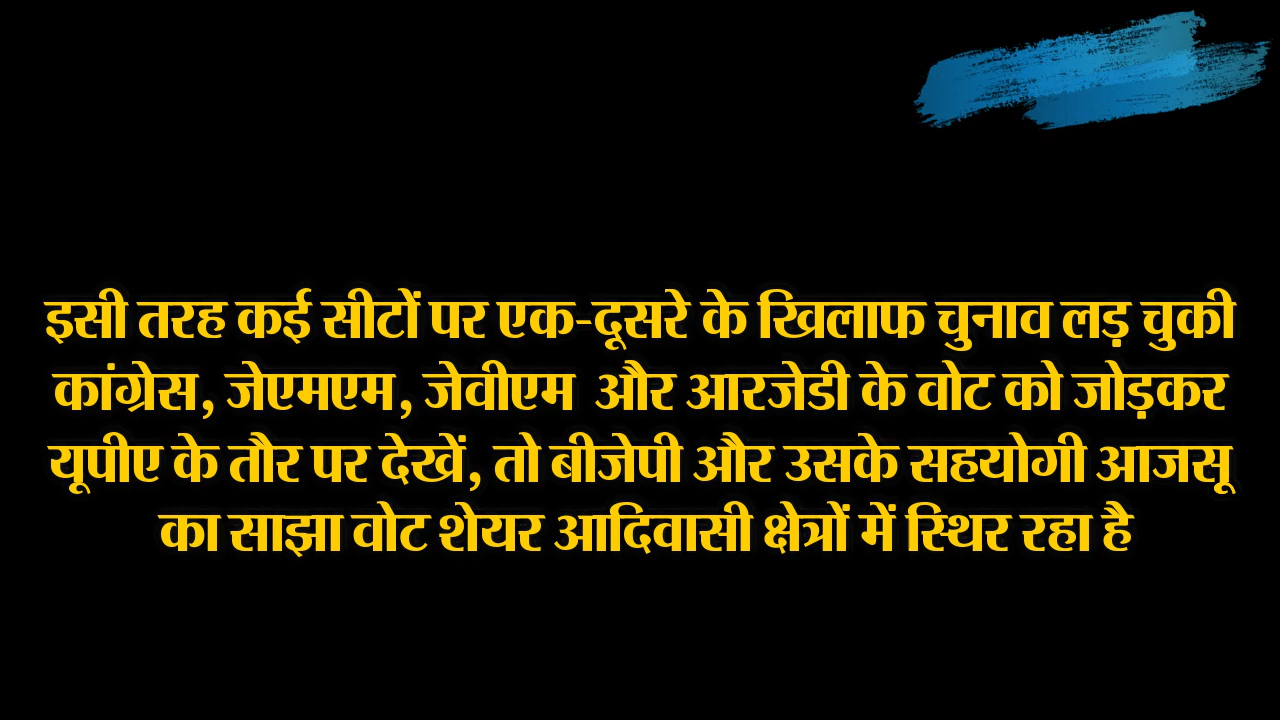 इसी तरह कई सीटों पर एक-दूसरे के खिलाफ चुनाव लड़ चुकी
कांग्रेस, जेएमएम, जेवीएम और आरजेडी के वोट को जोड़कर
यूपीए के तौर पर देखें, तो बीजेपी और उसके सहयोगी आजसू
का साझा वोट शेयर आदिवासी क्षेत्रों में स्थिर रहा है